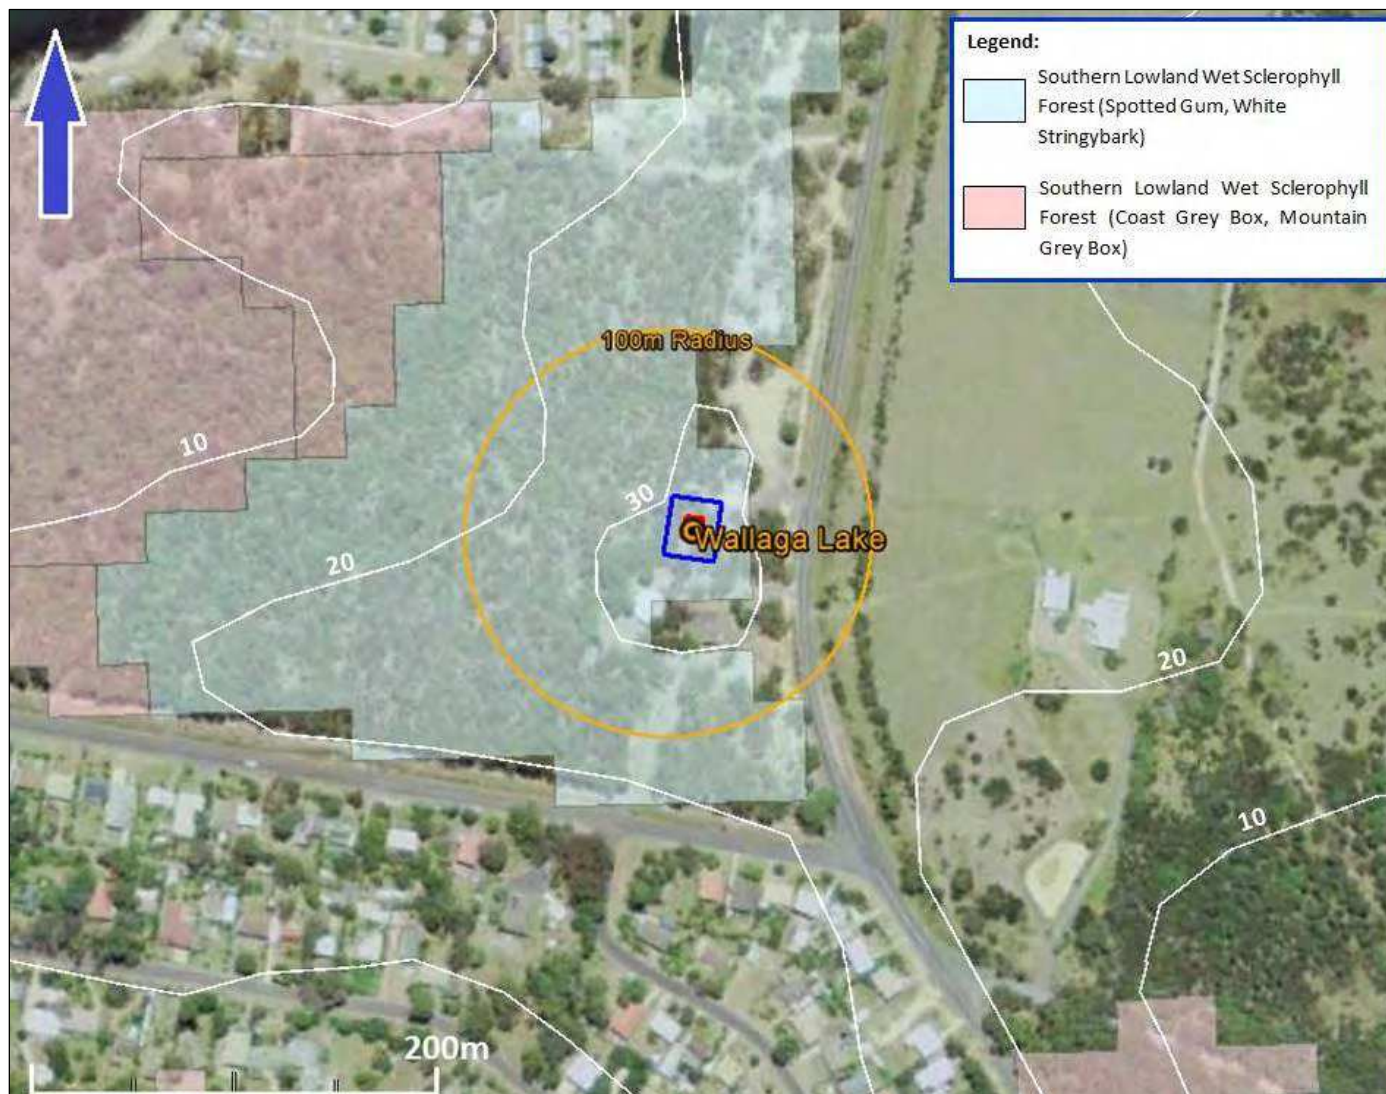 Legend:
Southern Lowland Wet Sclerophyll
Forest (Spotted Gum, White
Stringybark)
Southern Lowland Wet Sclerophyll
Forest (Coast Grey Box, Mountain
Grey Box)
100m Radius
10
30
Wallaga Lake
20
20
10
200m